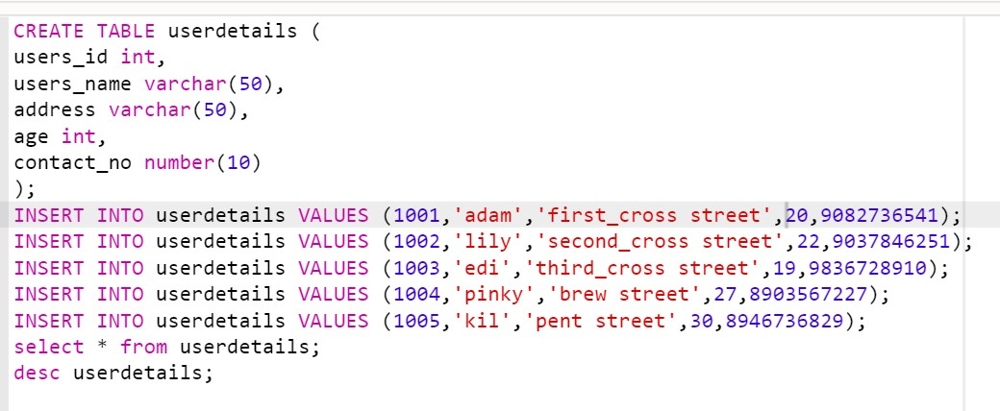 CREATE TABLE userdetails (
users_id int,
users_name varchar(50),
address varchar(50),
age int,
contact_no number(10)
);
INSERT INTO userdetails VALUES (1001,'adam','first_cross street',20,9082736541);
INSERT INTO userdetails VALUES (1002,'lily','second_cross street',22,9037846251);
INSERT INTO userdetails VALUES (1003,'edi','third_cross street',19,9836728910);
INSERT INTO userdetails VALUES (1004,'pinky','brew street',27,8903567227);
INSERT INTO userdetails VALUES (1005,'kil','pent street',30,8946736829);
select * from userdetails;
desc userdetails;